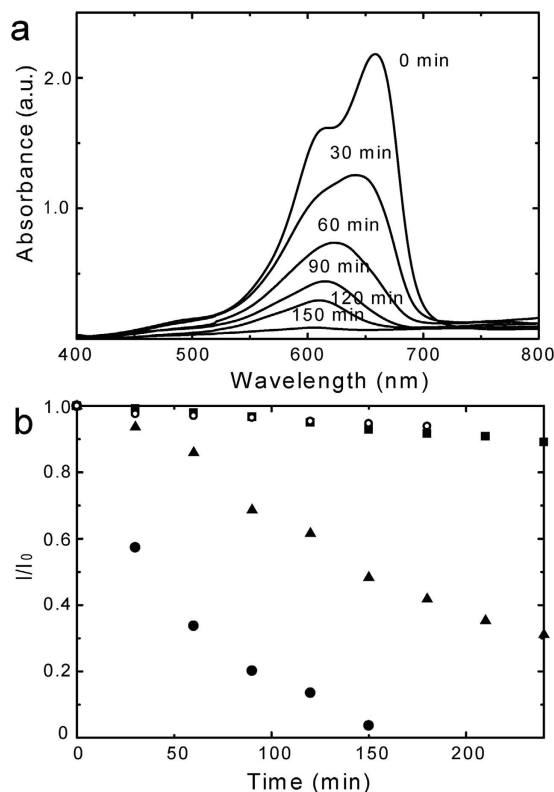 a
Absorbance (a.u.)
2.0
1.0
0 min
30 min
60 min
90 min
120 min
150 min
400 500 600 700 800
Wavelength (nm)
b
I/I0
1.0
0.8
0.6
0.4
0.2
0
0 50 100 150 200
Time (min)